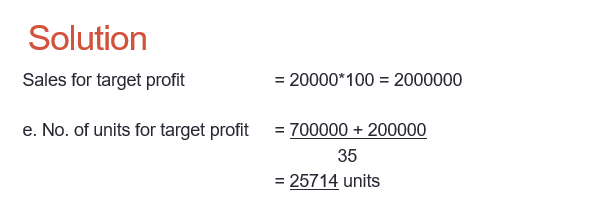 Solution
Sales for target profit = 20000*100 = 2000000
e. No. of units for target profit = 700000 + 200000
35
= 25714 units